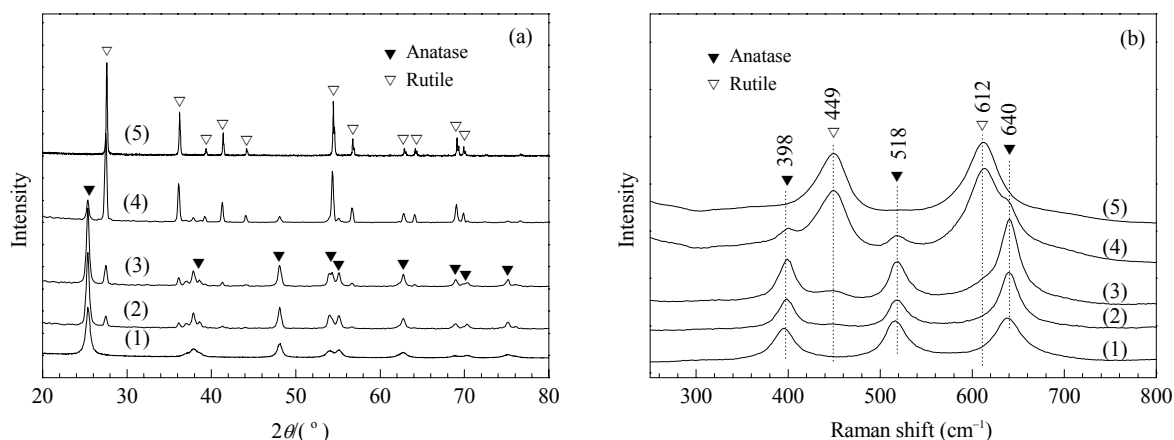 (a)
Anatase
Rutile
(5)
(4)
(3)
(2)
(1)
Intensity
20 30 40 50 60 70 80
2θ/( ° )
(b)
Anatase
Rutile
398
449
518
612
640
(5)
(4)
(3)
(2)
(1)
Intensity
300 400 500 600 700 800
Raman shift (cm⁻¹)